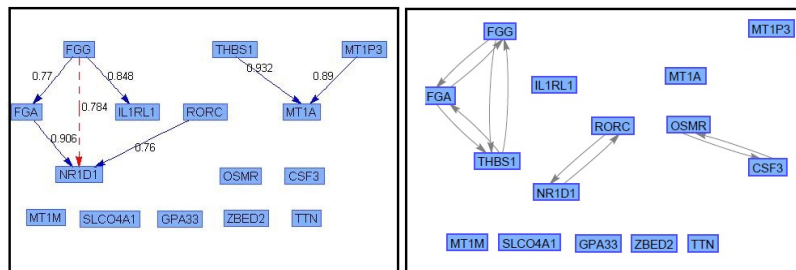 FGG
THBS1
MT1P3
0.77
0.848
0.932
0.89
0.784
FGA
IL1RL1
RORC
MT1A
0.906
0.76
NR1D1
OSMR
CSF3
MT1M
SLCO4A1
GPA33
ZBED2
TTN
FGG
MT1P3
IL1RL1
MT1A
FGA
RORC
OSMR
THBS1
CSF3
NR1D1
MT1M
SLCO4A1
GPA33
ZBED2
TTN